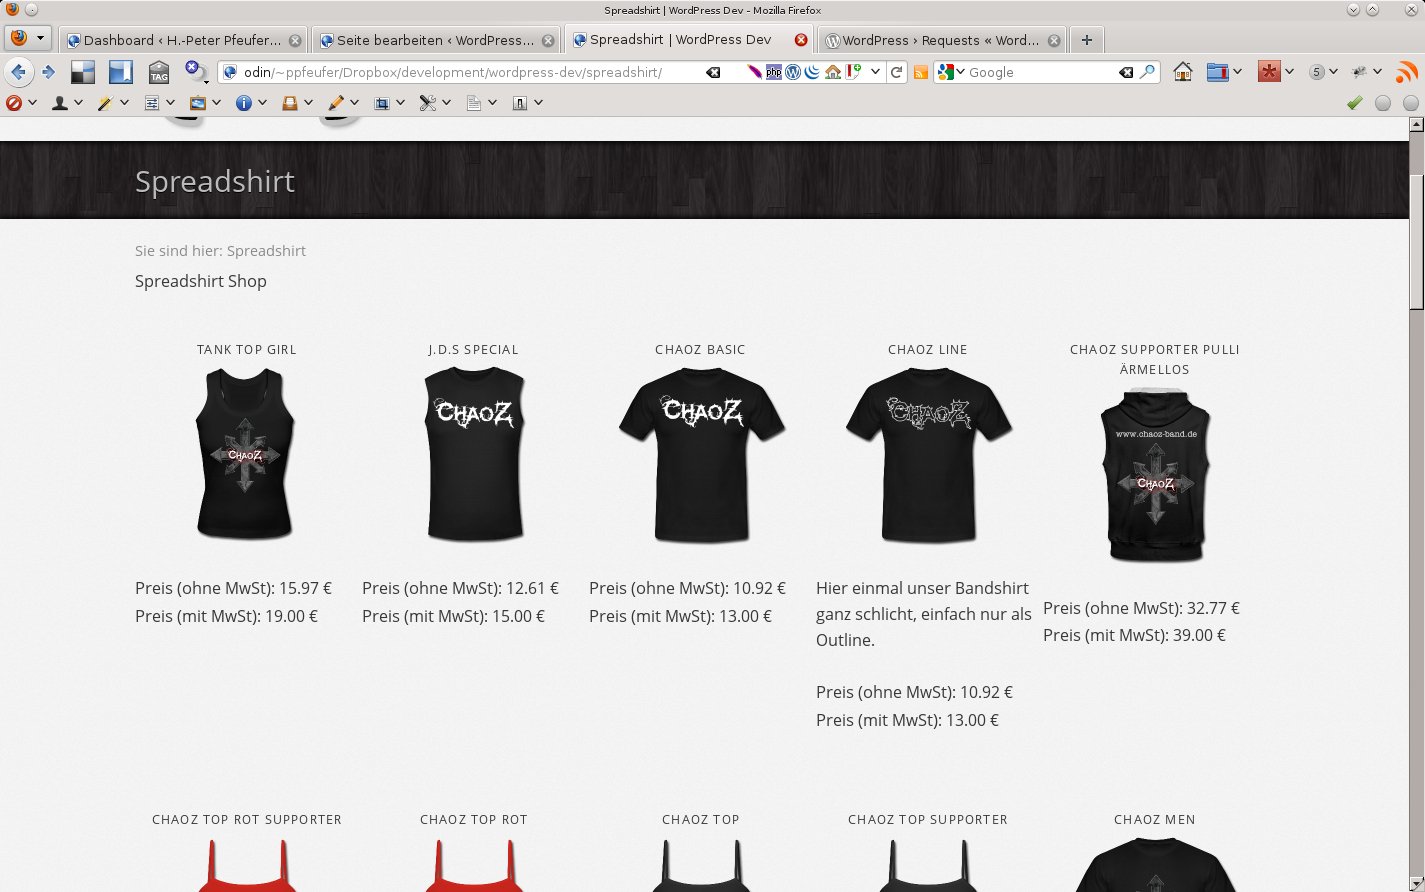 Spreadshirt | WordPress Dev - Mozilla Firefox
Dashboard ‹ H.-Peter Pfeufer...
Seite bearbeiten ‹ WordPress...
Spreadshirt | WordPress Dev
WordPress › Requests « Word...
TAG
odin/~ppfeufer/Dropbox/development/wordpress-dev/spreadshirt/
php
Google
5
Spreadshirt
Sie sind hier: Spreadshirt
Spreadshirt Shop
TANK TOP GIRL
CHAOZ
Preis (ohne MwSt): 15.97 €
Preis (mit MwSt): 19.00 €
J.D.S SPECIAL
CHAOZ
Preis (ohne MwSt): 12.61 €
Preis (mit MwSt): 15.00 €
CHAOZ BASIC
CHAOZ
Preis (ohne MwSt): 10.92 €
Preis (mit MwSt): 13.00 €
CHAOZ LINE
CHAOZ
Hier einmal unser Bandshirt
ganz schlicht, einfach nur als
Outline.
Preis (ohne MwSt): 10.92 €
Preis (mit MwSt): 13.00 €
CHAOZ SUPPORTER PULLI
ÄRMELLOS
www.chaoz-band.de
CHAOZ
Preis (ohne MwSt): 32.77 €
Preis (mit MwSt): 39.00 €
CHAOZ TOP ROT SUPPORTER
CHAOZ TOP ROT
CHAOZ TOP
CHAOZ TOP SUPPORTER
CHAOZ MEN